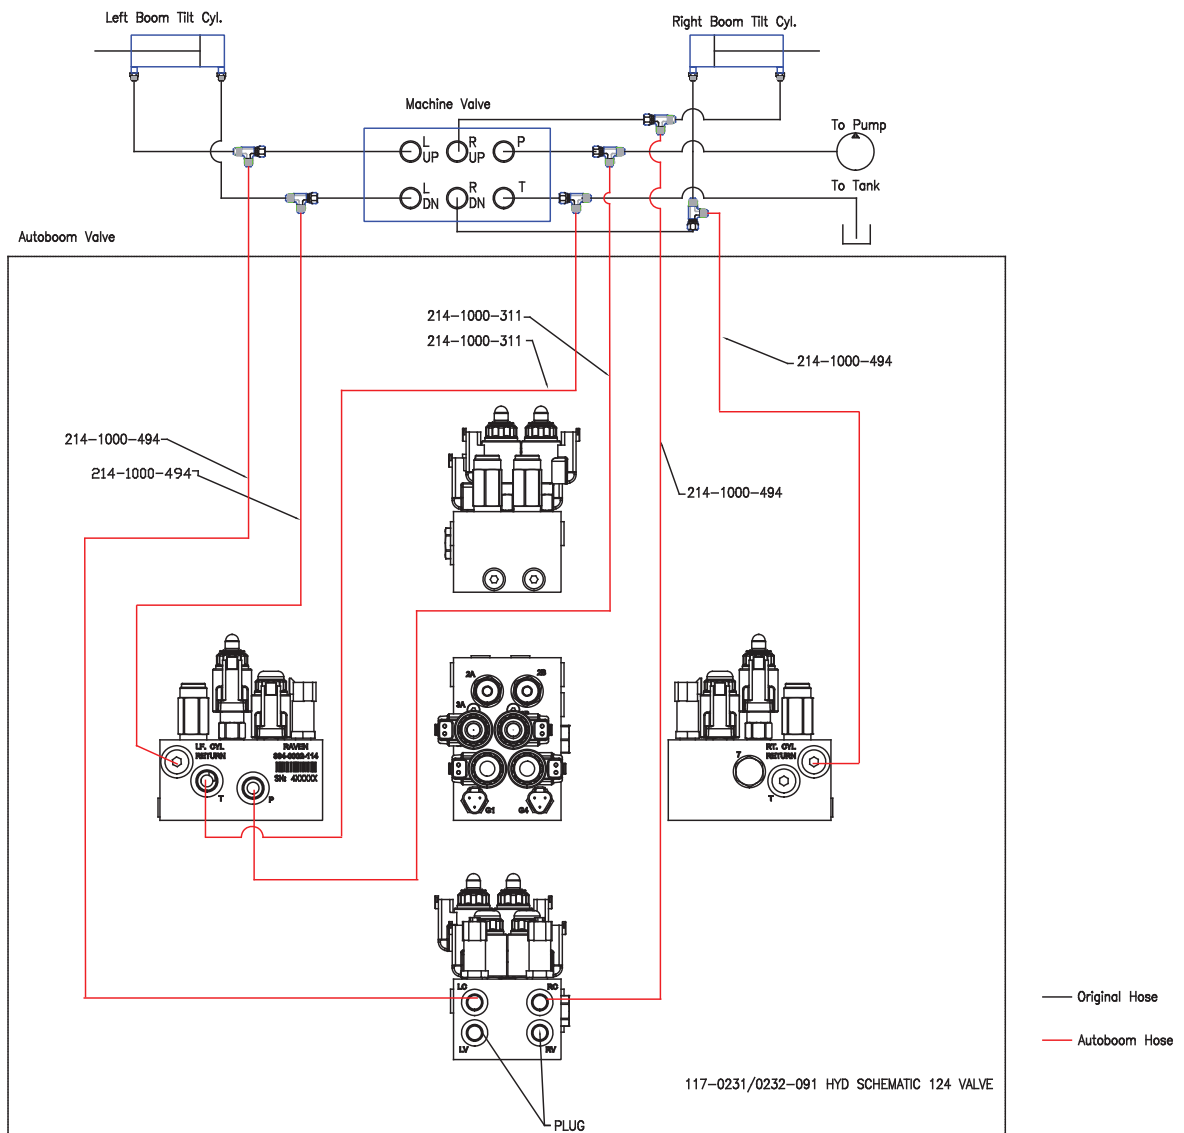 Left Boom Tilt Cyl.
Right Boom Tilt Cyl.
Machine Valve
To Pump
L
UP
R
UP
P
To Tank
L
DN
R
DN
T
Autoboom Valve
214-1000-311
214-1000-311
214-1000-494
214-1000-494
214-1000-494
214-1000-494
2A
2B
3A
LF. CYL
RETURN
RAVEN
SN: 4XXXXX
T
P
G1
G4
7
RT. CYL
RETURN
T
LC
RC
LV
RV
Original Hose
Autoboom Hose
117-0231/0232-091 HYD SCHEMATIC 124 VALVE
PLUG